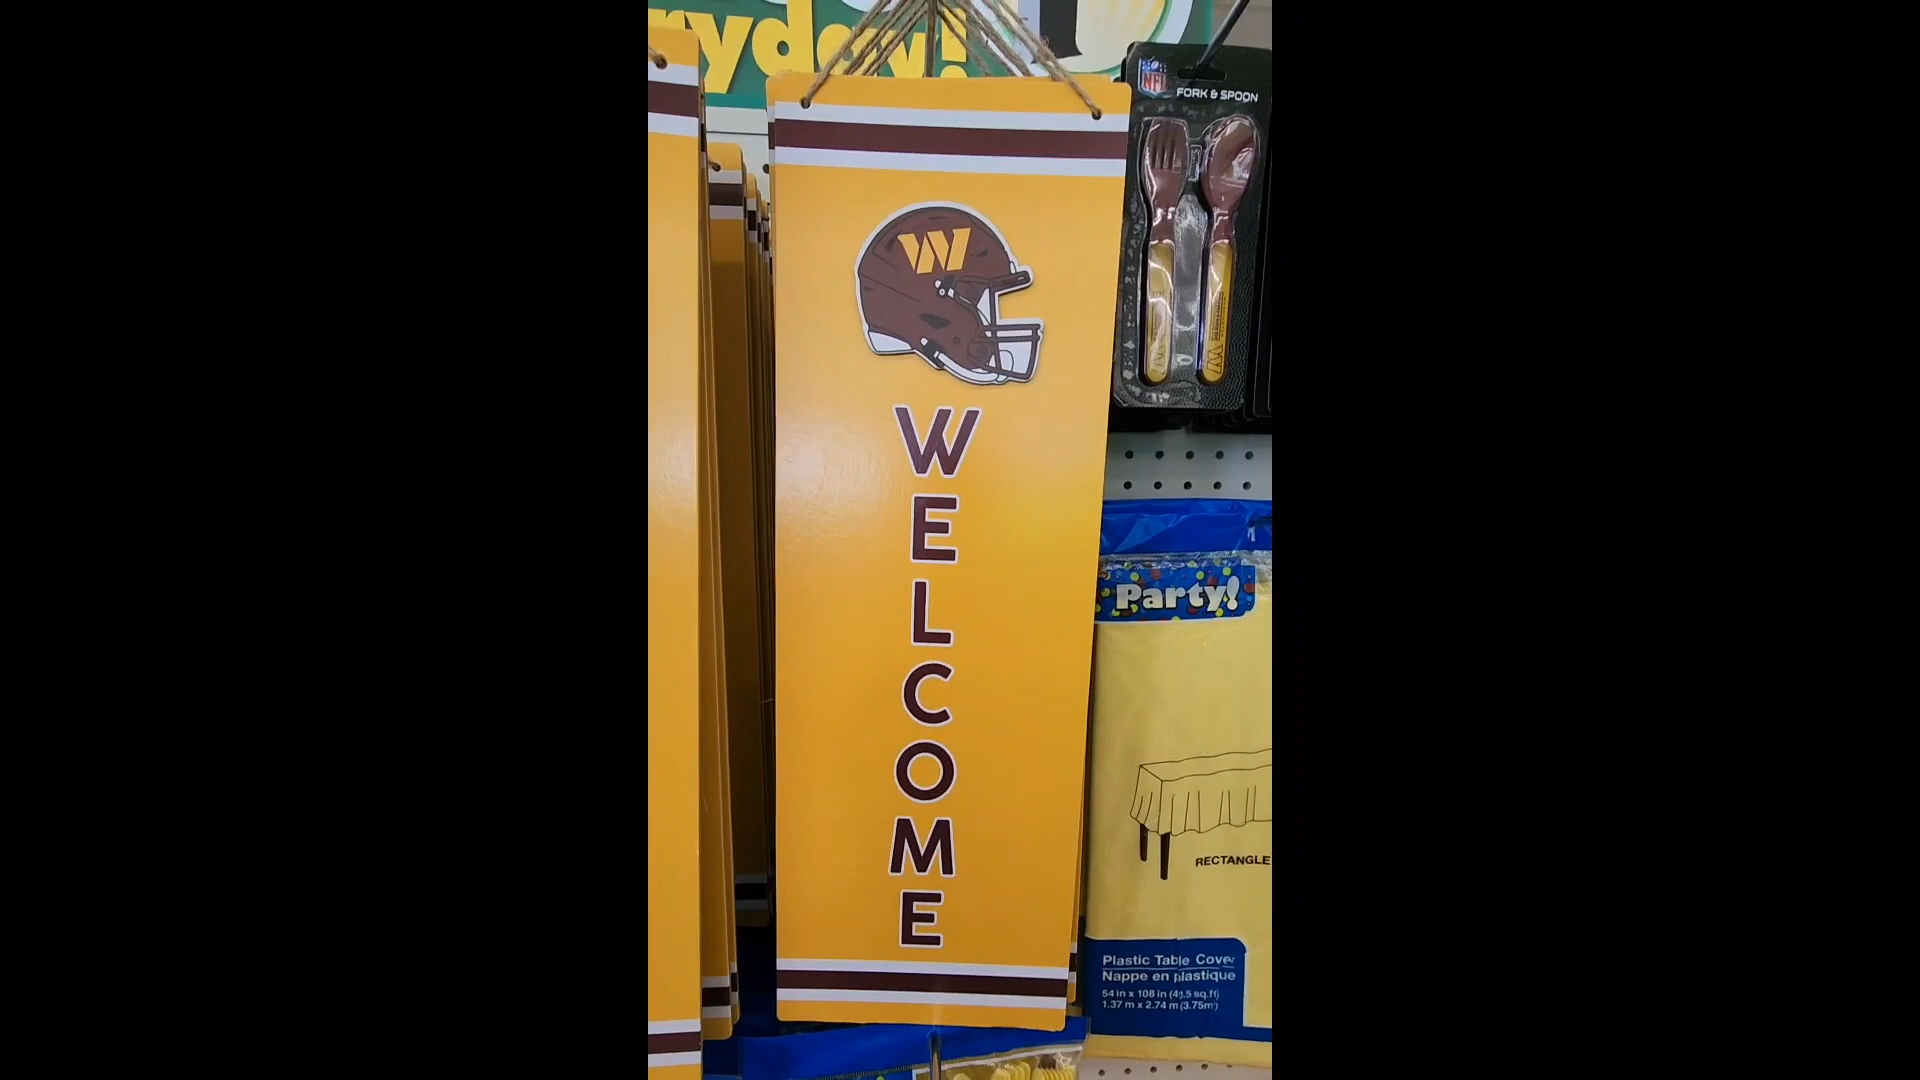 ryday!
NFL
FORK & SPOON
W
W
E
L
C
O
M
E
Party!
RECTANGLE
Plastic Table Cover
Nappe en plastique
54 in x 108 in (40.5 sq.ft)
1.37 m x 2.74 m (3.75m²)